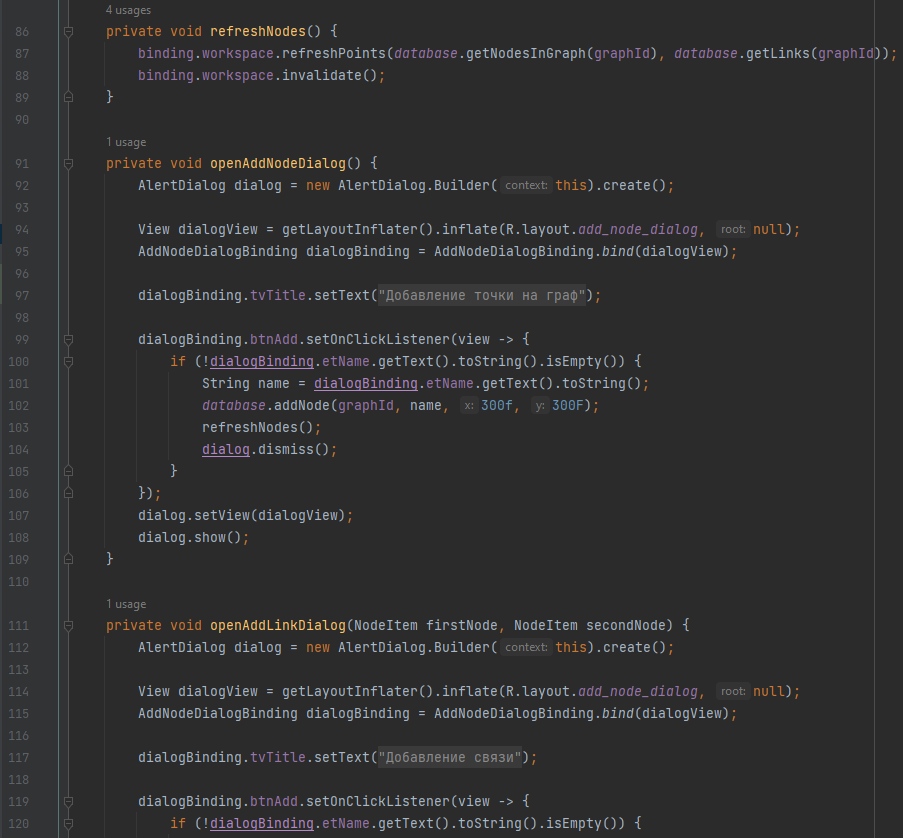 4 usages
86 private void refreshNodes() {
87 binding.workspace.refreshPoints(database.getNodesInGraph(graphId), database.getLinks(graphId));
88 binding.workspace.invalidate();
89 }
90
1 usage
91 private void openAddNodeDialog() {
92 AlertDialog dialog = new AlertDialog.Builder( context: this).create();
93
94 View dialogView = getLayoutInflater().inflate(R.layout.add_node_dialog, root: null);
95 AddNodeDialogBinding dialogBinding = AddNodeDialogBinding.bind(dialogView);
96
97 dialogBinding.tvTitle.setText("Добавление точки на граф");
98
99 dialogBinding.btnAdd.setOnClickListener(view -> {
100 if (!dialogBinding.etName.getText().toString().isEmpty()) {
101 String name = dialogBinding.etName.getText().toString();
102 database.addNode(graphId, name, x: 300f, y: 300F);
103 refreshNodes();
104 dialog.dismiss();
105 }
106 });
107 dialog.setView(dialogView);
108 dialog.show();
109 }
110
1 usage
111 private void openAddLinkDialog(NodeItem firstNode, NodeItem secondNode) {
112 AlertDialog dialog = new AlertDialog.Builder( context: this).create();
113
114 View dialogView = getLayoutInflater().inflate(R.layout.add_node_dialog, root: null);
115 AddNodeDialogBinding dialogBinding = AddNodeDialogBinding.bind(dialogView);
116
117 dialogBinding.tvTitle.setText("Добавление связи");
118
119 dialogBinding.btnAdd.setOnClickListener(view -> {
120 if (!dialogBinding.etName.getText().toString().isEmpty()) {